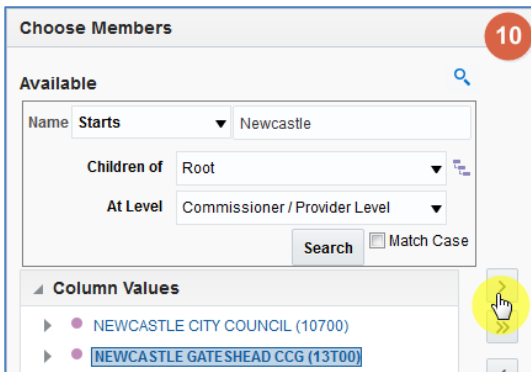 Choose Members
10
Available
Name Starts Newcastle
Children of Root
At Level Commissioner / Provider Level
Search Match Case
Column Values
NEWCASTLE CITY COUNCIL (10700)
NEWCASTLE GATESHEAD CCG (13T00)